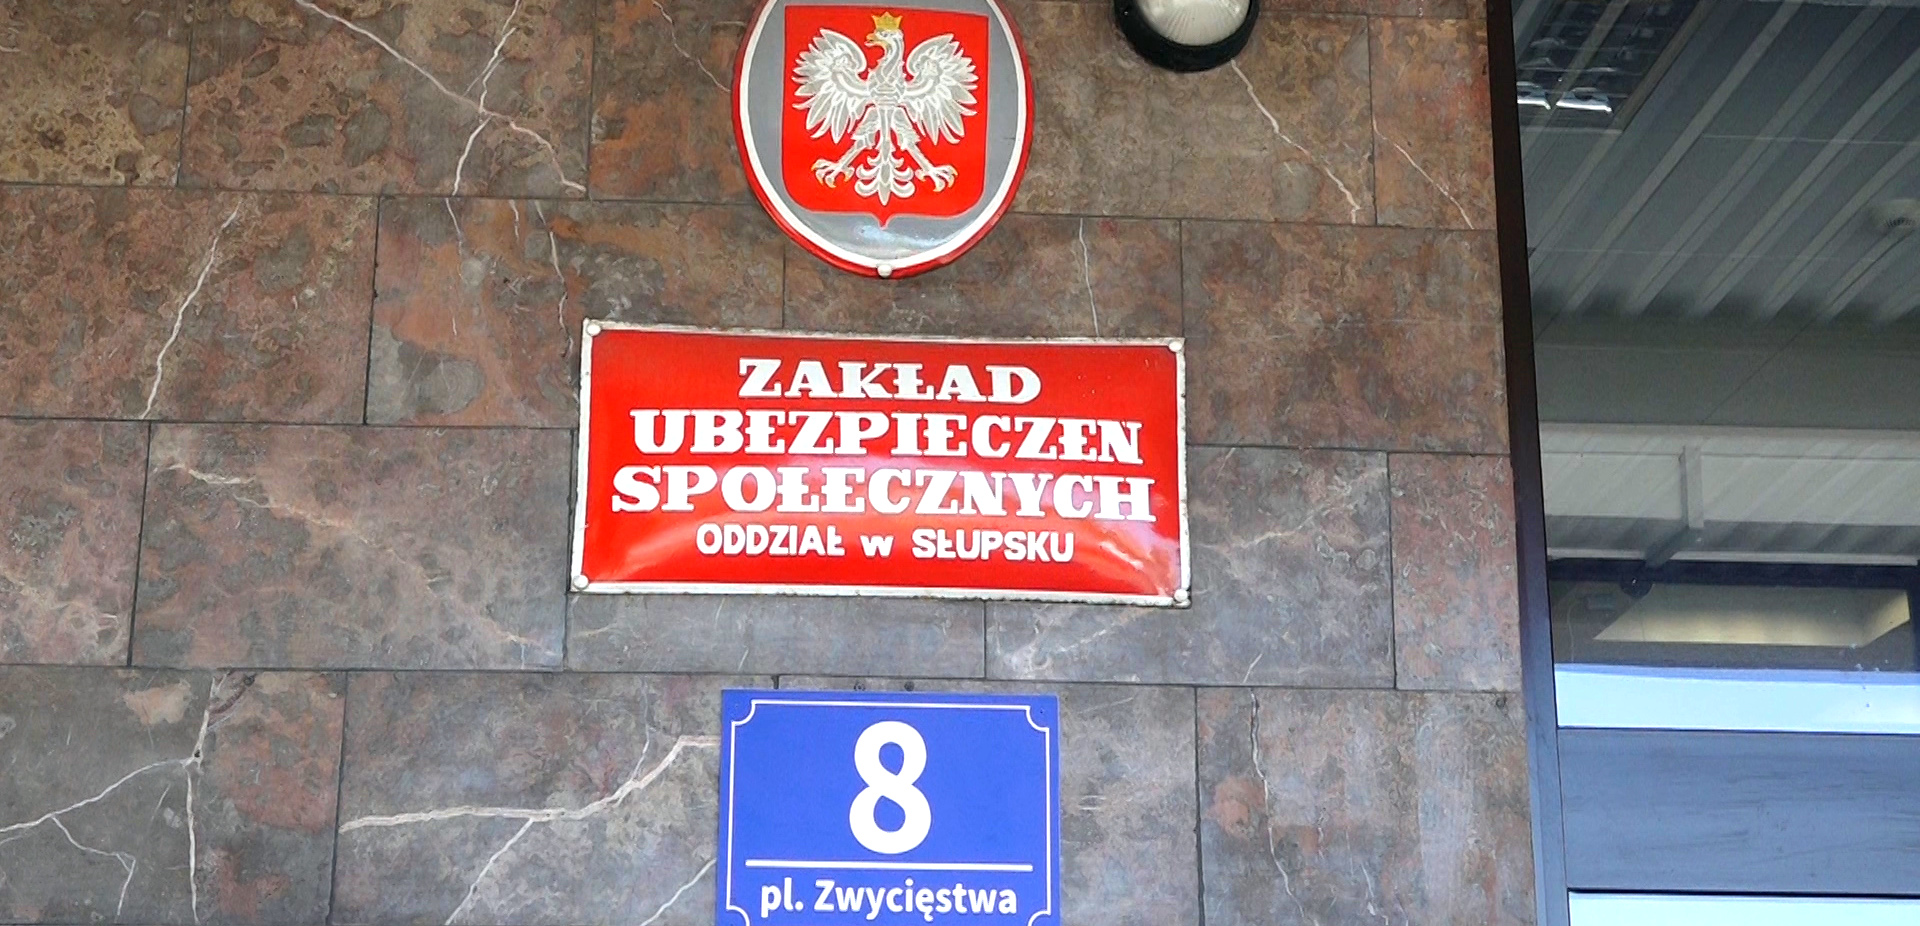 ZAKŁAD
UBEZPIECZEŃ
SPOŁECZNYCH
ODDZIAŁ w SŁUPSKU
8
pl. Zwycięstwa